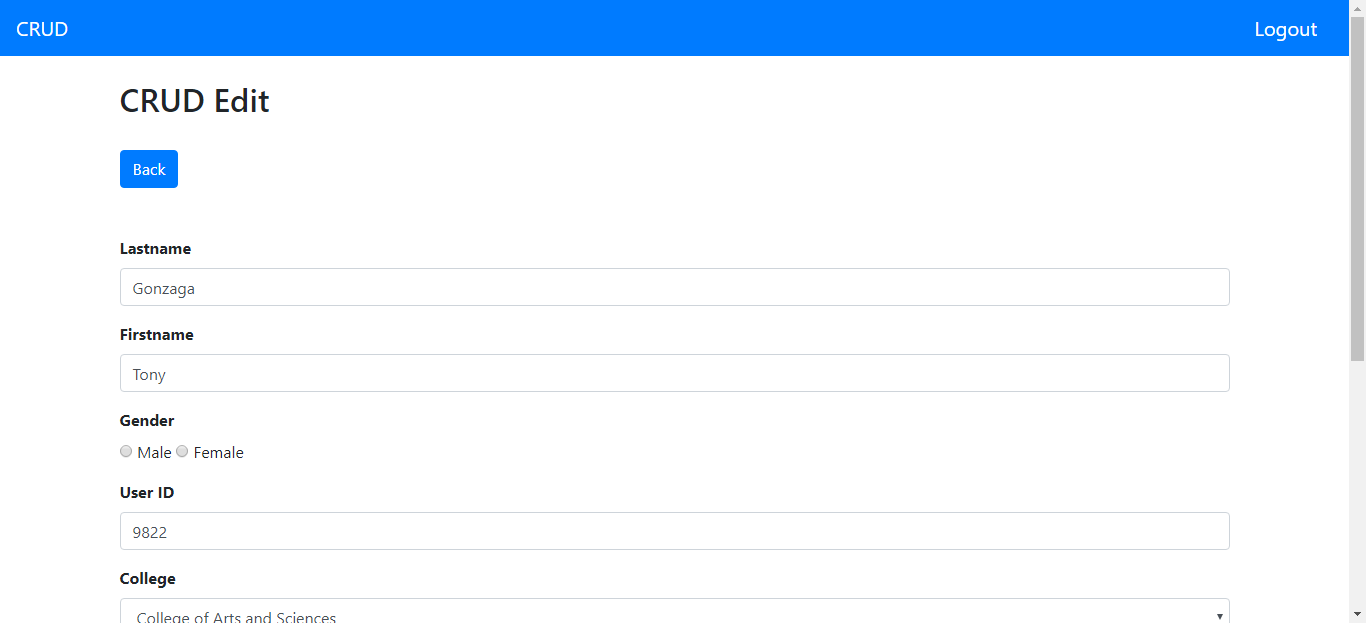 CRUD Logout
CRUD Edit
Back
Lastname
Gonzaga
Firstname
Tony
Gender
Male Female
User ID
9822
College
College of Arts and Sciences